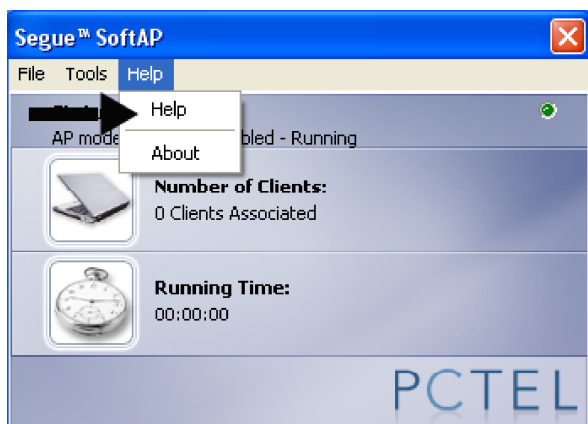 Segue™ SoftAP
File Tools Help
Help
AP mode bled - Running
About
Number of Clients:
0 Clients Associated
Running Time:
00:00:00
PCTEL